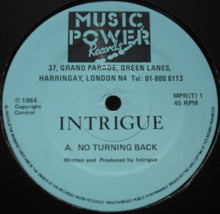 MUSIC
POWER
Records
37, GRAND PARADE, GREEN LANES,
HARRINGAY, LONDON N4 Tel: 01-800 6113
℗ 1984
Copyright
Control
MPR(T) 1
45 RPM
INTRIGUE
A. NO TURNING BACK
Written and Produced by Intrigue